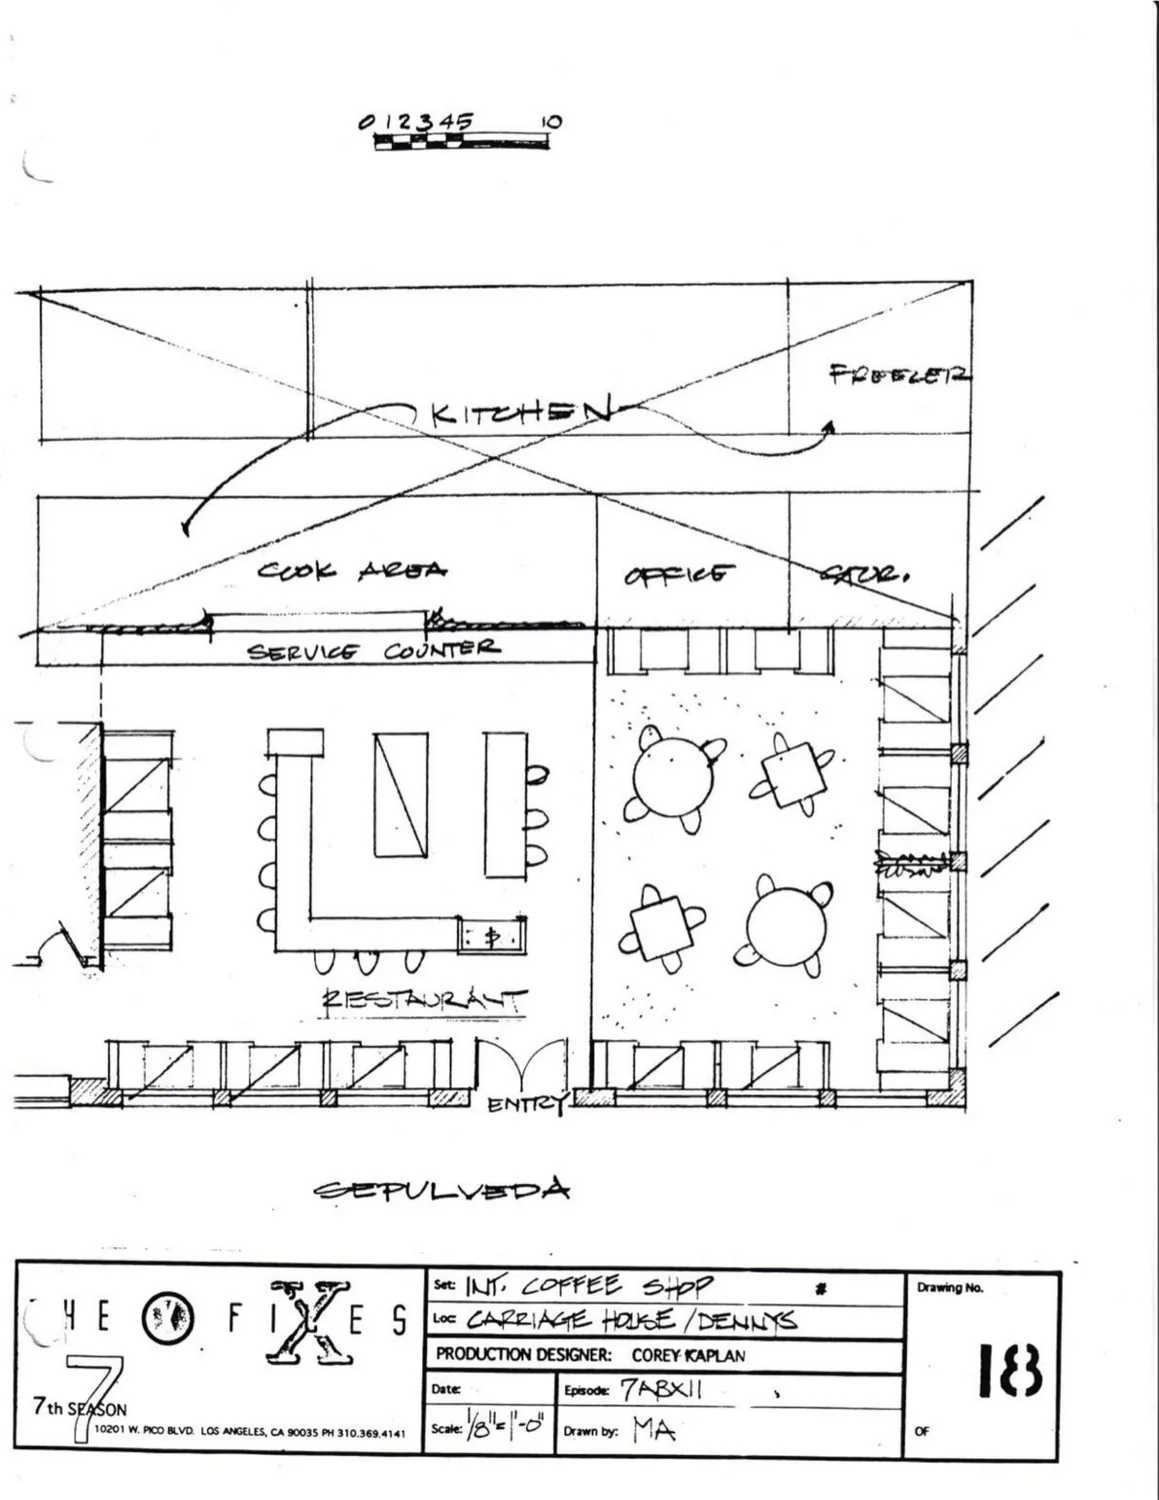 0 1 2 3 4 5 10
FREEZER
KITCHEN
COOK AREA
OFFICE
STOR.
SERVICE COUNTER
$
RESTAURANT
ENTRY
SEPULVEDA
THE X FILES
7
7th SEASON
10201 W. PICO BLVD. LOS ANGELES, CA 90035 PH 310.369.4141
Set: INT. COFFEE SHOP #
Loc: CARRIAGE HOUSE / DENNYS
PRODUCTION DESIGNER: COREY KAPLAN
Date:
Episode: 7ABX11
Scale: 1/8"=1'-0"
Drawn by: MA
Drawing No.
18
OF